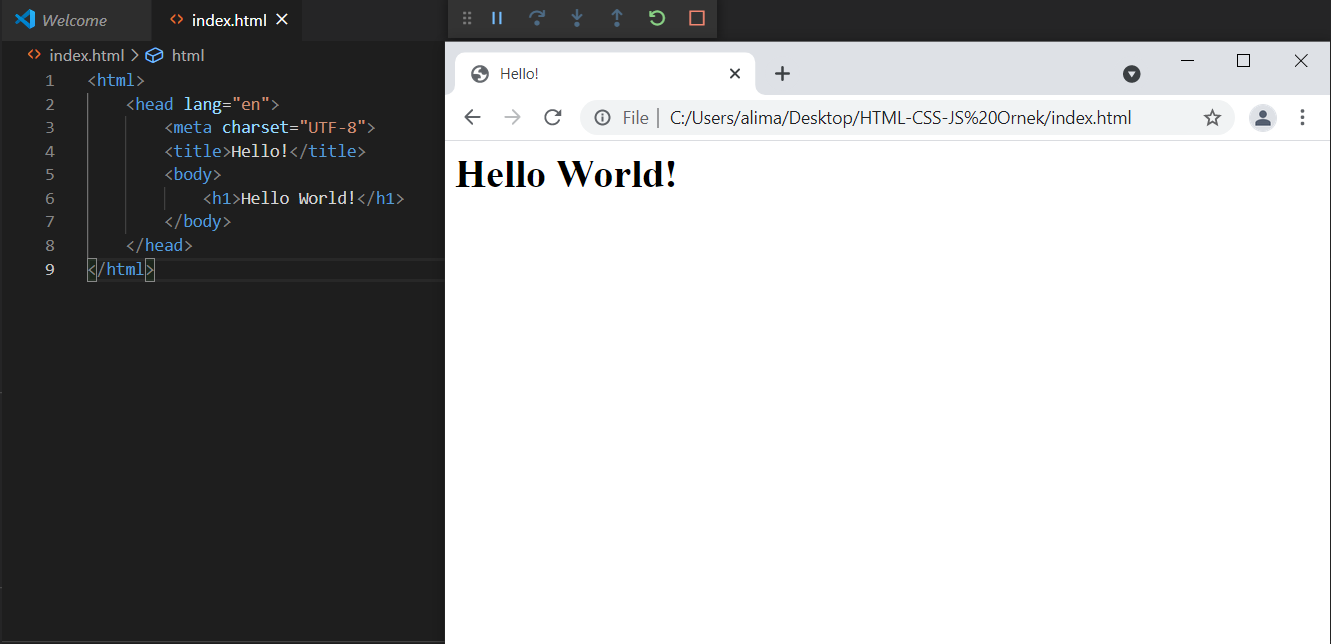 Welcome
index.html
index.html > html
1 <html>
2 <head lang="en">
3 <meta charset="UTF-8">
4 <title>Hello!</title>
5 <body>
6 <h1>Hello World!</h1>
7 </body>
8 </head>
9 </html>
Hello!
File | C:/Users/alima/Desktop/HTML-CSS-JS%20Ornek/index.html
Hello World!